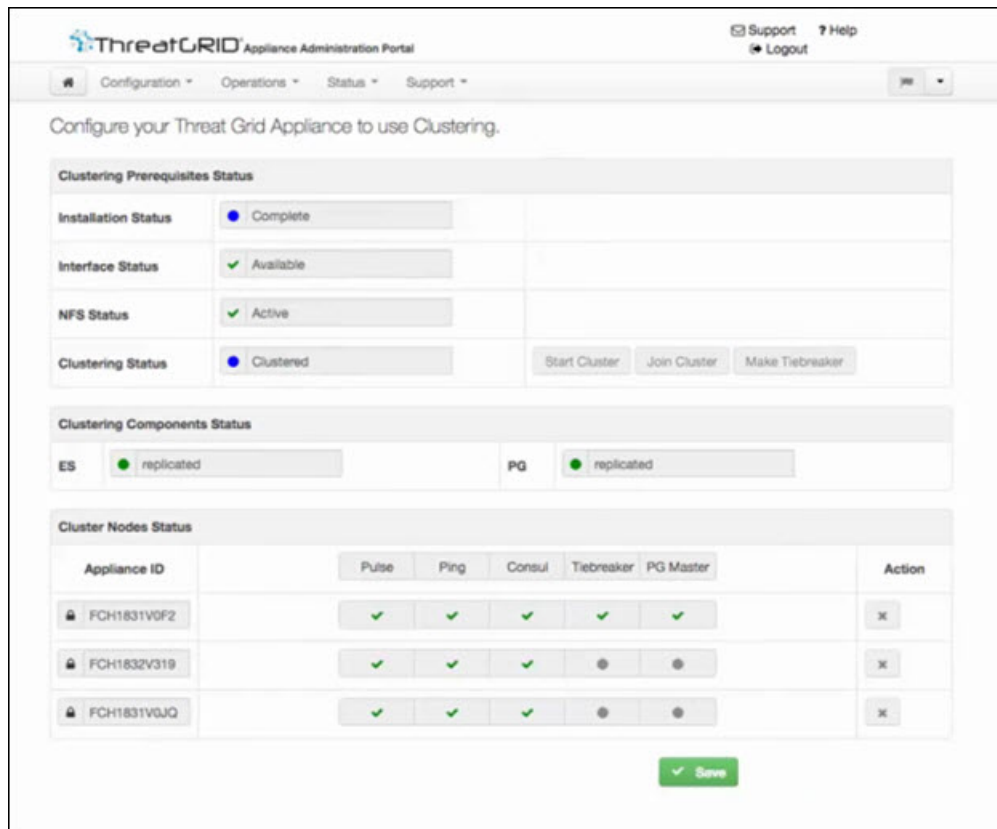 ThreatGRID Appliance Administration Portal
Support ? Help
Logout
Configuration Operations Status Support
Configure your Threat Grid Appliance to use Clustering.
Clustering Prerequisites Status
Installation Status Complete
Interface Status Available
NFS Status Active
Clustering Status Clustered Start Cluster Join Cluster Make Tiebreaker
Clustering Components Status
ES replicated PG replicated
Cluster Nodes Status
Appliance ID Pulse Ping Consul Tiebreaker PG Master Action
FCH1831V0F2
FCH1832V319
FCH1831V0JQ
Save